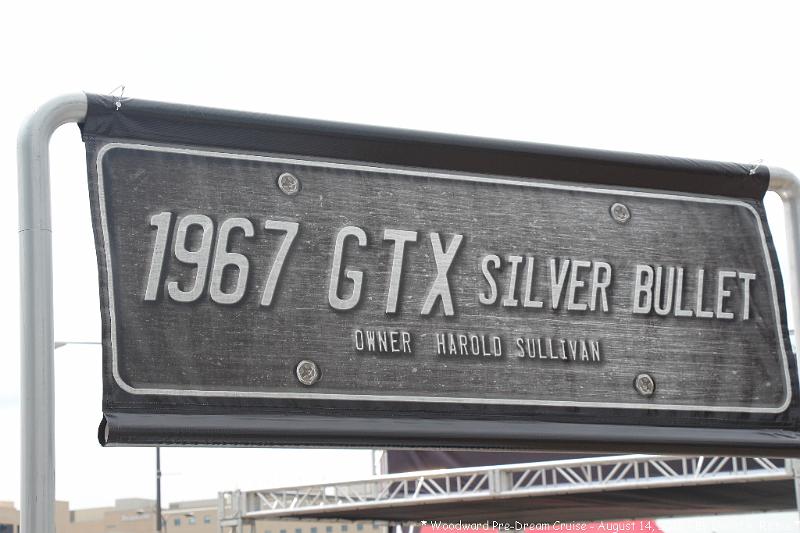 1967 GTX SILVER BULLET
OWNER HAROLD SULLIVAN
* Woodward Pre-Dream Cruise - August 14,